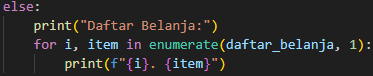 else:
    print("Daftar Belanja:")
    for i, item in enumerate(daftar_belanja, 1):
        print(f"{i}. {item}")